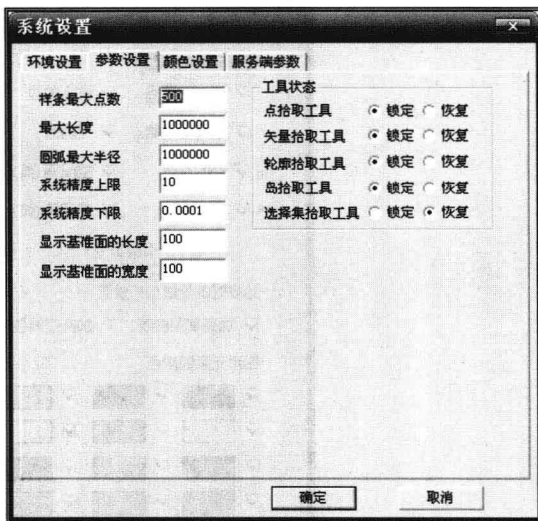 系统设置
环境设置 参数设置 颜色设置 服务端参数
样条最大点数 500
最大长度 1000000
圆弧最大半径 1000000
系统精度上限 10
系统精度下限 0.0001
显示基准面的长度 100
显示基准面的宽度 100
工具状态
点拾取工具 锁定 恢复
矢量拾取工具 锁定 恢复
轮廓拾取工具 锁定 恢复
岛拾取工具 锁定 恢复
选择集拾取工具 锁定 恢复
确定 取消